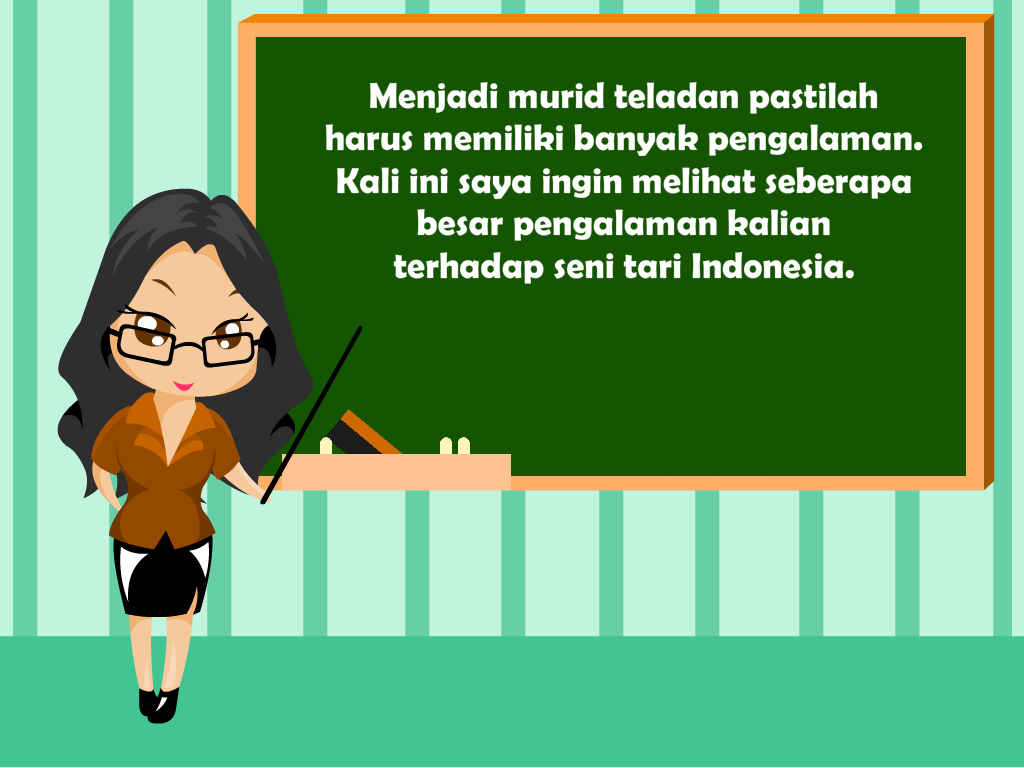 Menjadi murid teladan pastilah
harus memiliki banyak pengalaman.
Kali ini saya ingin melihat seberapa
besar pengalaman kalian
terhadap seni tari Indonesia.